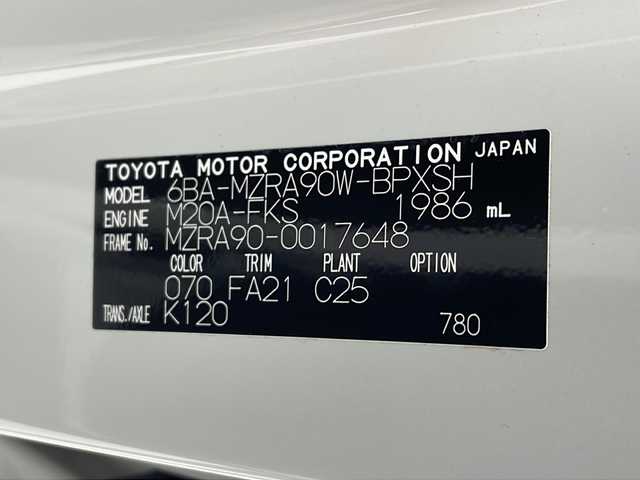 TOYOTA MOTOR CORPORATION JAPAN
MODEL 6BA-MZRA90W-BPXSH
ENGINE M20A-FKS 1986 mL
FRAME No. MZRA90-0017648
COLOR TRIM PLANT OPTION
070 FA21 C25
TRANS./AXLE K120
780